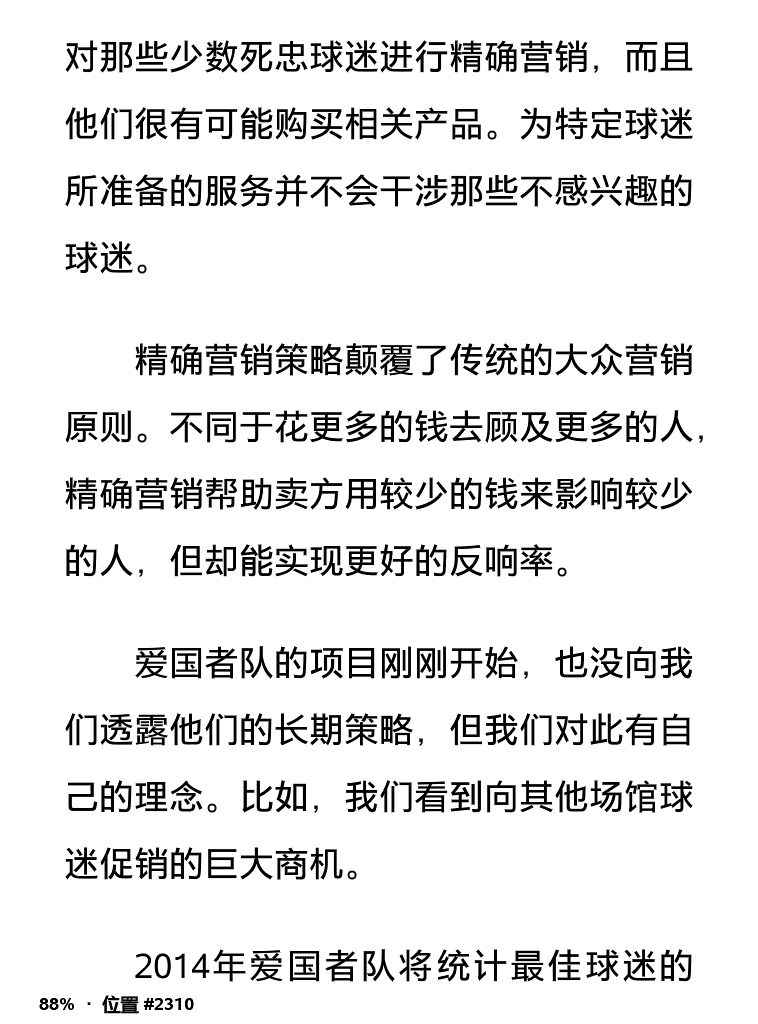 对那些少数死忠球迷进行精确营销，而且
他们很有可能购买相关产品。为特定球迷
所准备的服务并不会干涉那些不感兴趣的
球迷。
精确营销策略颠覆了传统的大众营销
原则。不同于花更多的钱去顾及更多的人，
精确营销帮助卖方用较少的钱来影响较少
的人，但却能实现更好的反响率。
爱国者队的项目刚刚开始，也没向我
们透露他们的长期策略，但我们对此有自
己的理念。比如，我们看到向其他场馆球
迷促销的巨大商机。
2014年爱国者队将统计最佳球迷的
88% · 位置 #2310